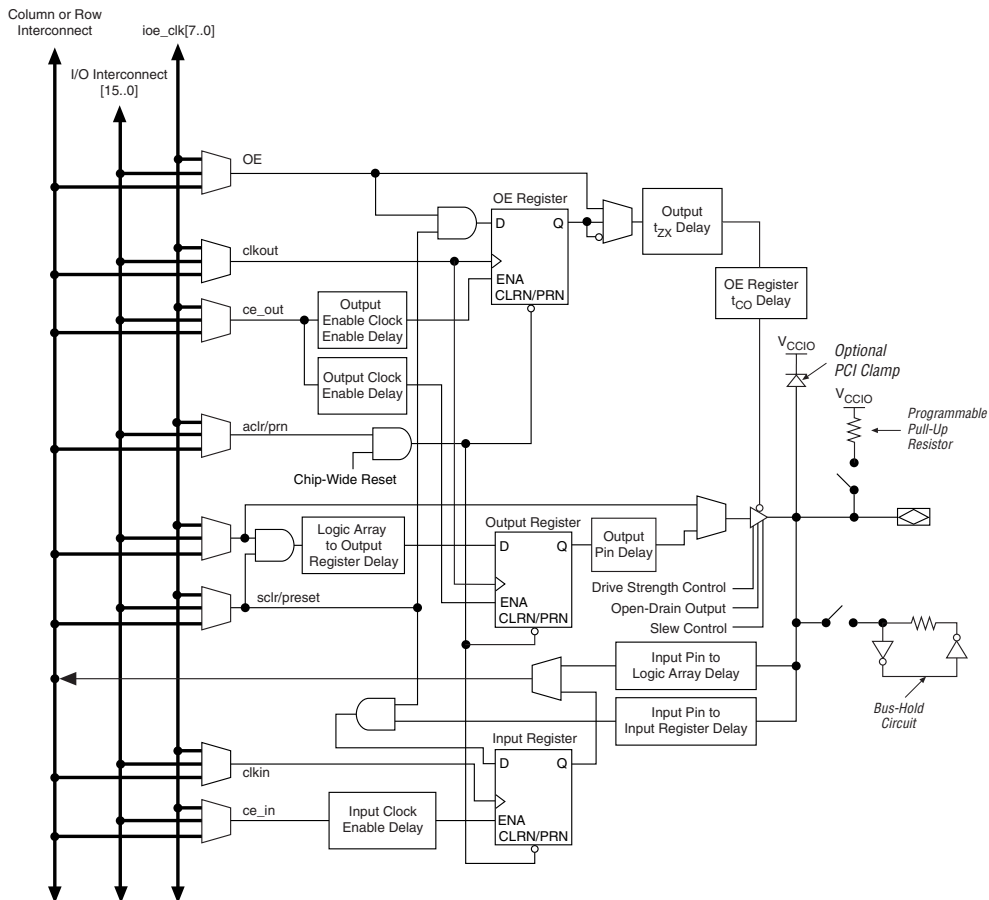 Column or Row
Interconnect
ioe_clk[7..0]
I/O Interconnect
[15..0]
OE
OE Register
D
Q
ENA
CLRN/PRN
Output
tZX Delay
OE Register
tCO Delay
clkout
ce_out
Output
Enable Clock
Enable Delay
Output Clock
Enable Delay
aclr/prn
Chip-Wide Reset
VCCIO
Optional
PCI Clamp
VCCIO
Programmable
Pull-Up
Resistor
Logic Array
to Output
Register Delay
Output Register
D
Q
ENA
CLRN/PRN
Output
Pin Delay
sclr/preset
Drive Strength Control
Open-Drain Output
Slew Control
Input Pin to
Logic Array Delay
Input Pin to
Input Register Delay
Bus-Hold
Circuit
Input Register
D
Q
ENA
CLRN/PRN
clkin
ce_in
Input Clock
Enable Delay